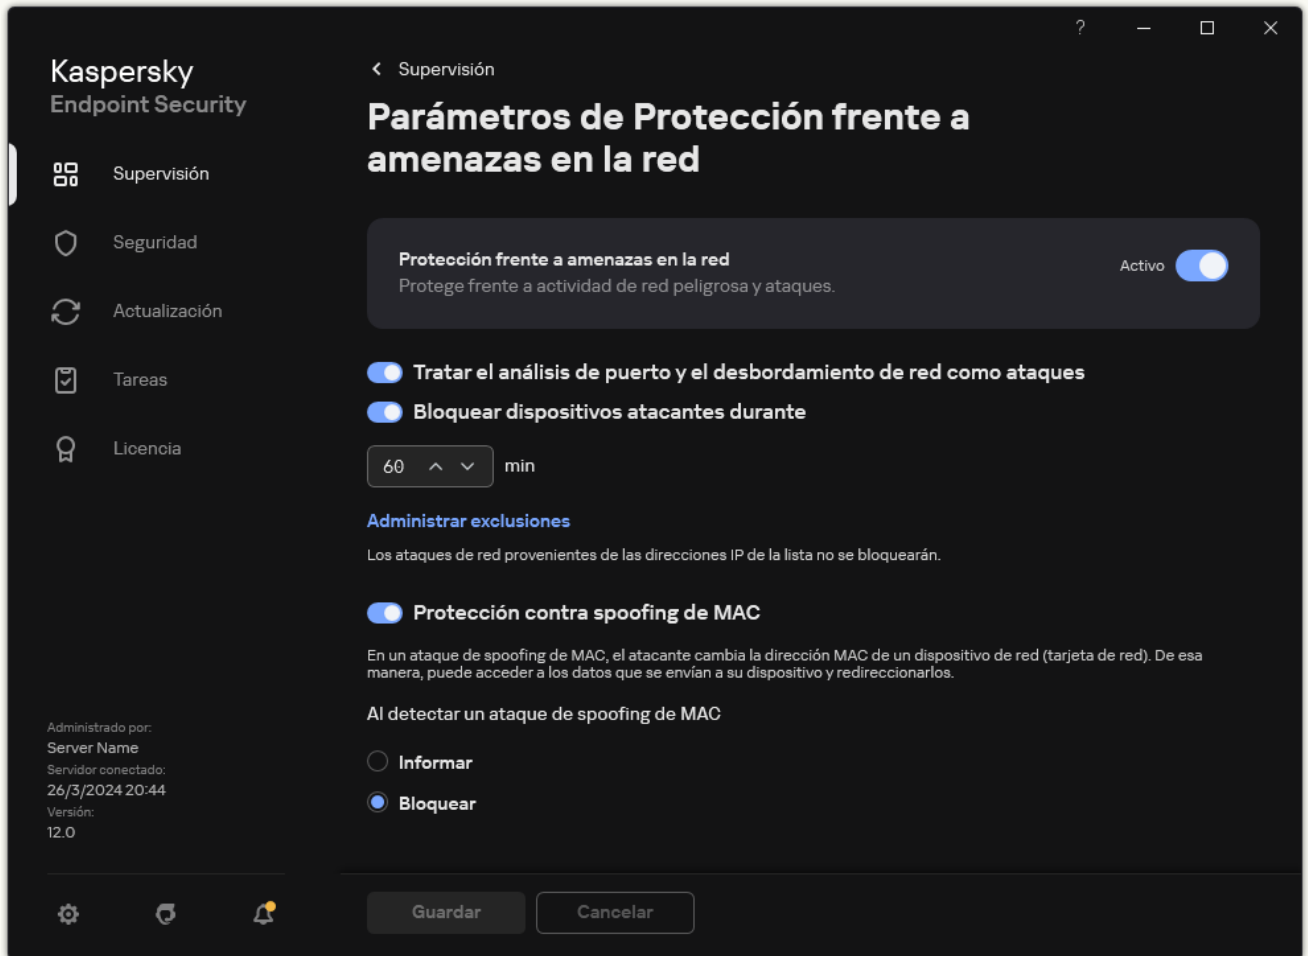 ?
Kaspersky
Endpoint Security
Supervisión
Seguridad
Actualización
Tareas
Licencia
Administrado por:
Server Name
Servidor conectado:
26/3/2024 20:44
Versión:
12.0
Supervisión
Parámetros de Protección frente a
amenazas en la red
Protección frente a amenazas en la red
Protege frente a actividad de red peligrosa y ataques.
Activo
Tratar el análisis de puerto y el desbordamiento de red como ataques
Bloquear dispositivos atacantes durante
60 min
Administrar exclusiones
Los ataques de red provenientes de las direcciones IP de la lista no se bloquearán.
Protección contra spoofing de MAC
En un ataque de spoofing de MAC, el atacante cambia la dirección MAC de un dispositivo de red (tarjeta de red). De esa
manera, puede acceder a los datos que se envían a su dispositivo y redireccionarlos.
Al detectar un ataque de spoofing de MAC
Informar
Bloquear
Guardar
Cancelar